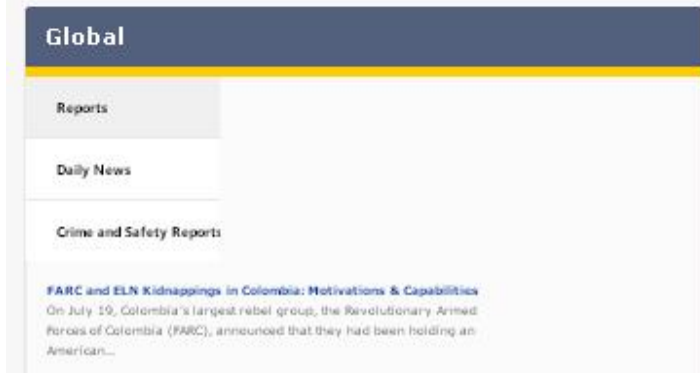 Global
Reports
Daily News
Crime and Safety Reports
FARC and ELN Kidnappings in Colombia: Motivations & Capabilities
On July 19, Colombia's largest rebel group, the Revolutionary Armed
Forces of Colombia (FARC), announced that they had been holding an
American...